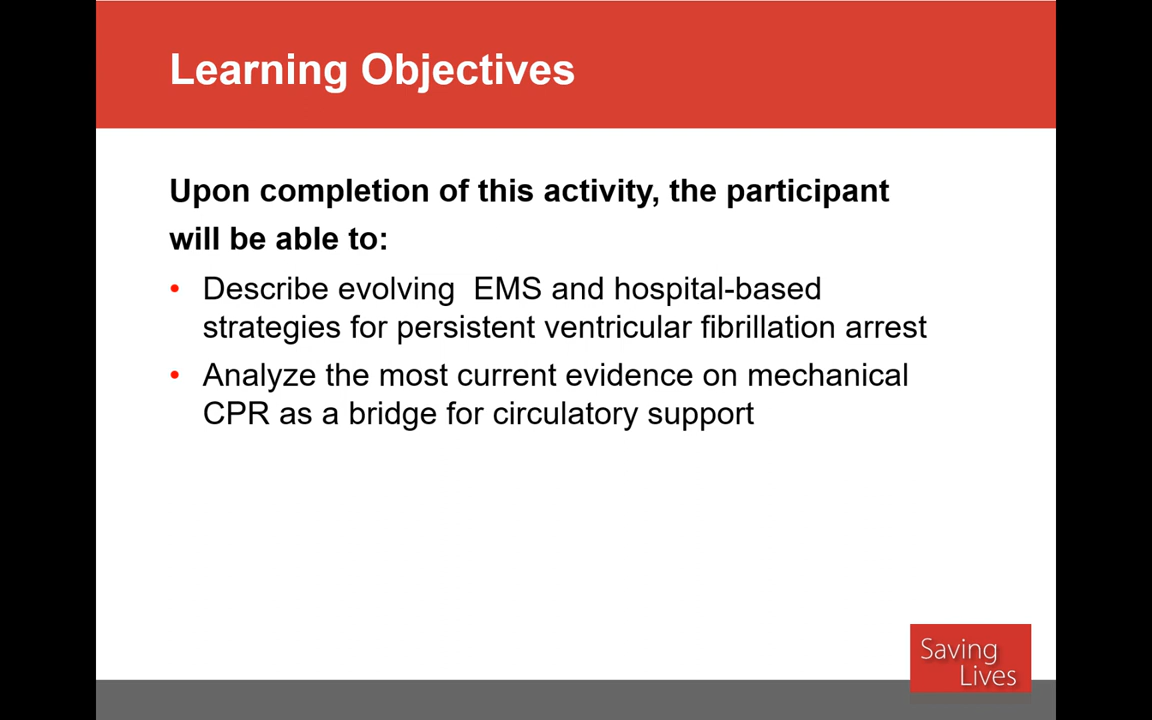 Learning Objectives
Upon completion of this activity, the participant
will be able to:
• Describe evolving  EMS and hospital-based
strategies for persistent ventricular fibrillation arrest
• Analyze the most current evidence on mechanical
CPR as a bridge for circulatory support
Saving
Lives